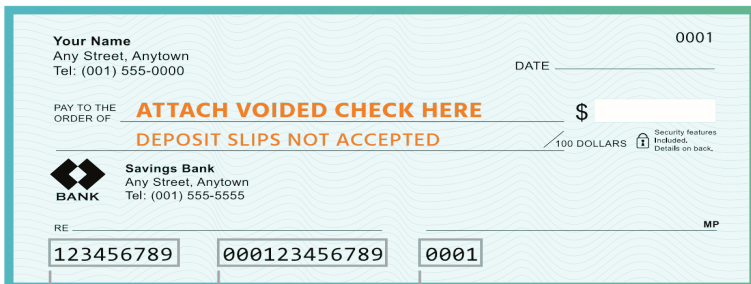 Your Name
Any Street, Anytown
Tel: (001) 555-0000
0001
DATE
PAY TO THE
ORDER OF
ATTACH VOIDED CHECK HERE
$
DEPOSIT SLIPS NOT ACCEPTED
/100 DOLLARS
Security features
Included.
Details on back.
BANK
Savings Bank
Any Street, Anytown
Tel: (001) 555-5555
RE
MP
123456789 000123456789 0001